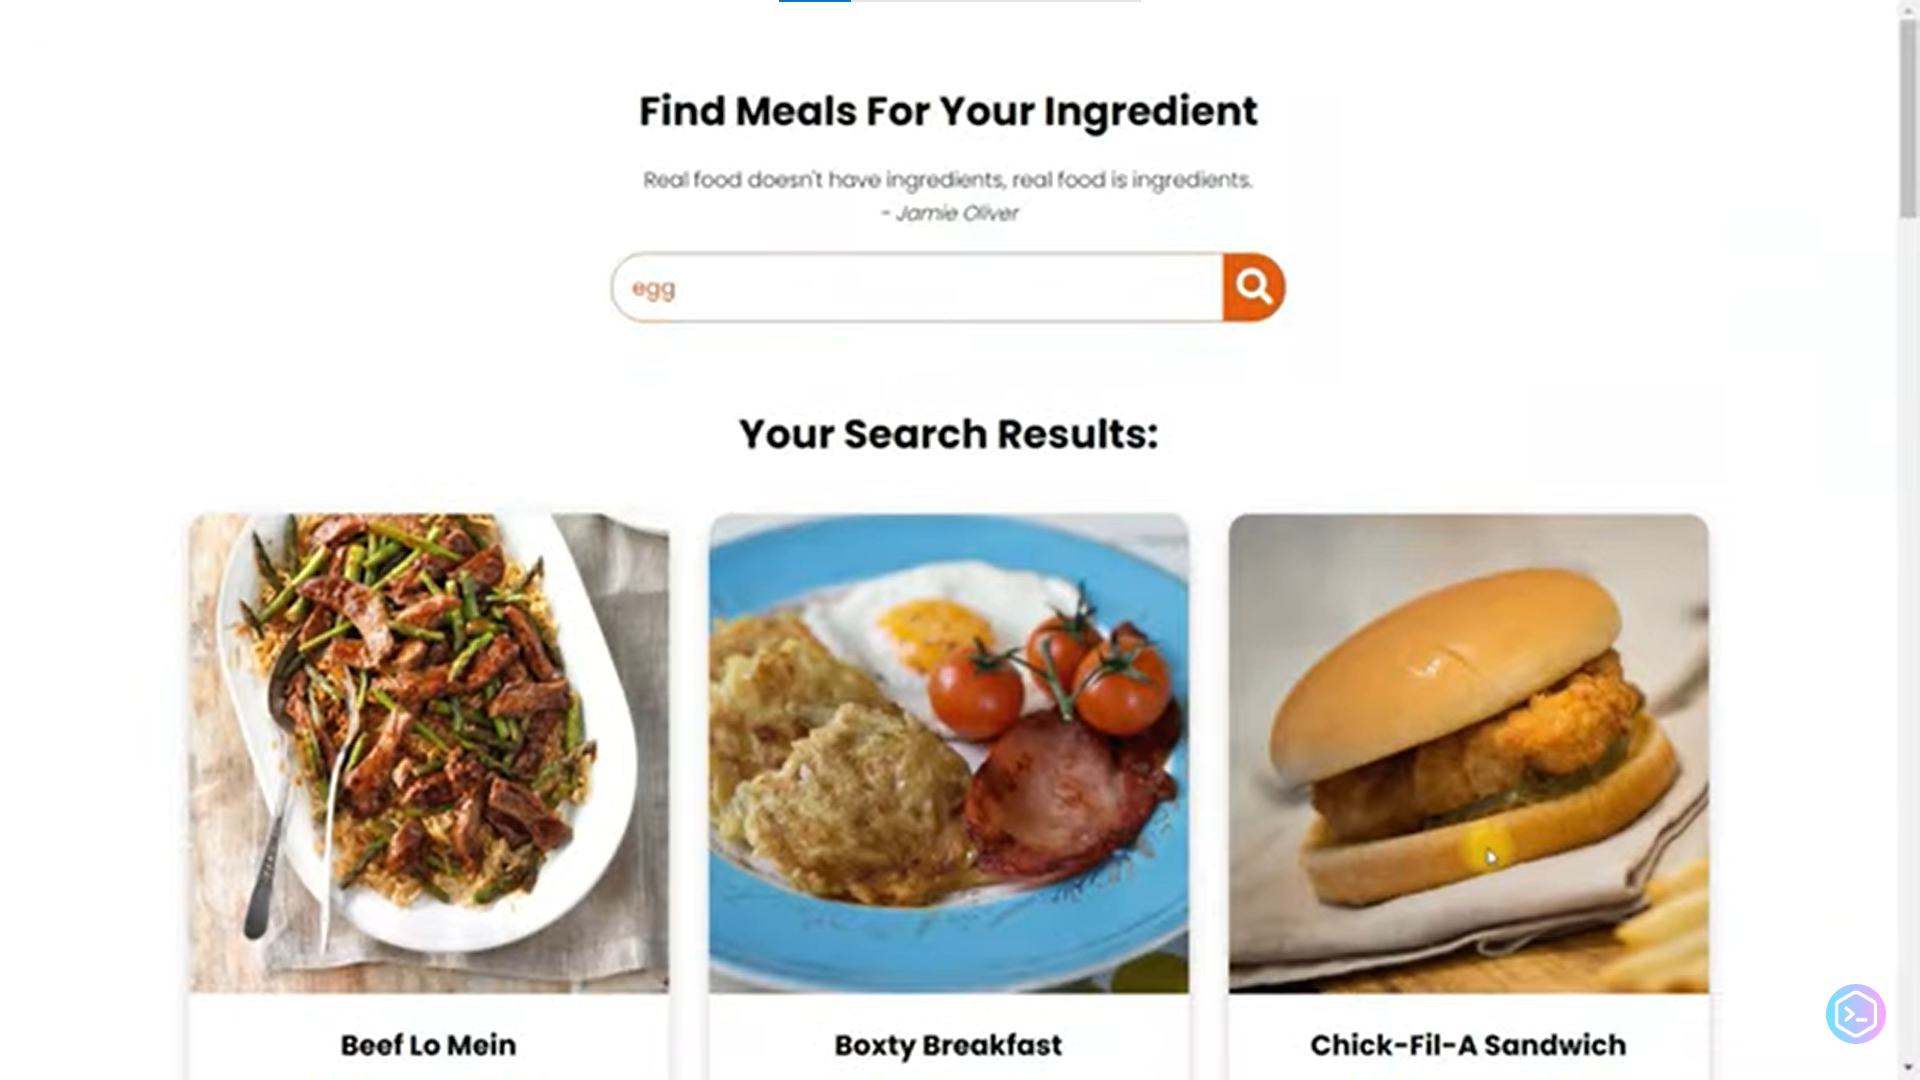 Find Meals For Your Ingredient
Real food doesn't have ingredients, real food is ingredients.
- Jamie Oliver
egg
Your Search Results:
Beef Lo Mein
Boxty Breakfast
Chick-Fil-A Sandwich